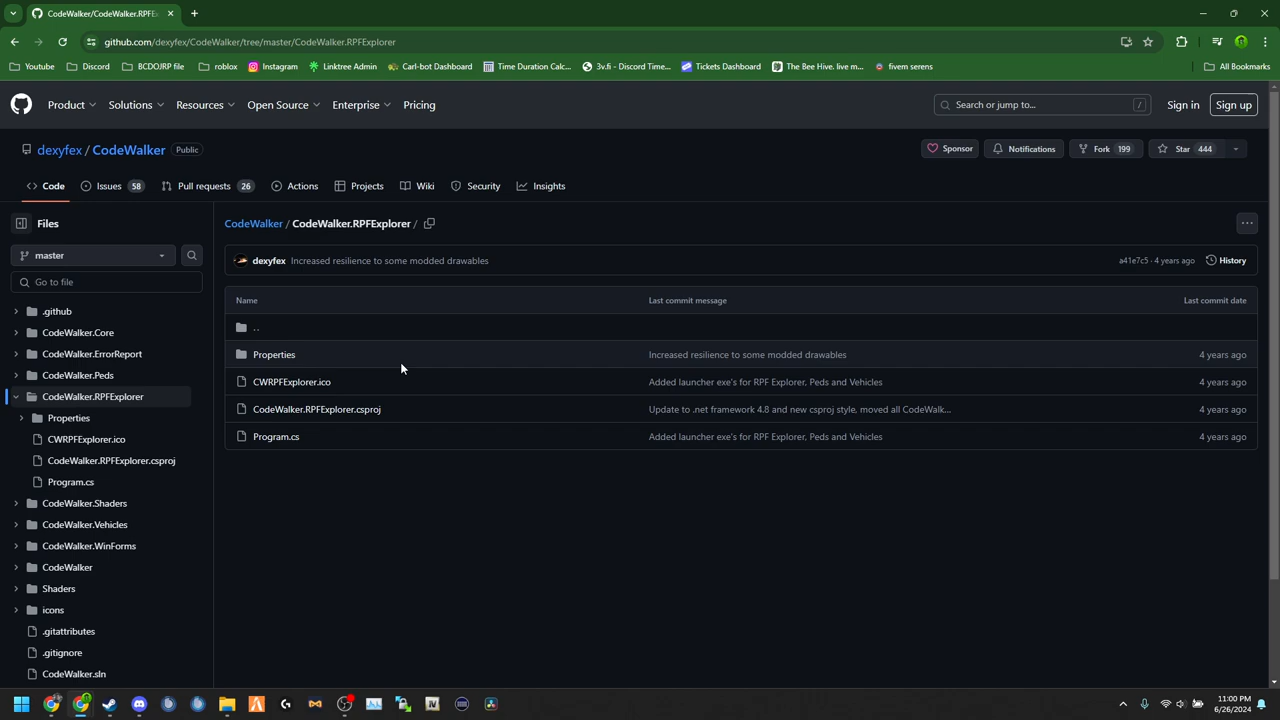 CodeWalker/CodeWalker.RPFE
github.com/dexyfex/CodeWalker/tree/master/CodeWalker.RPFExplorer
Youtube
Discord
BCDOJRP file
roblox
Instagram
Linktree Admin
Carl-bot Dashboard
Time Duration Calc...
3v.fi - Discord Time...
Tickets Dashboard
The Bee Hive. live m...
fivem serens
All Bookmarks
Product
Solutions
Resources
Open Source
Enterprise
Pricing
Search or jump to...
/
Sign in
Sign up
dexyfex / CodeWalker
Public
Sponsor
Notifications
Fork 199
Star 444
Code
Issues 58
Pull requests 26
Actions
Projects
Wiki
Security
Insights
Files
master
Go to file
.github
CodeWalker.Core
CodeWalker.ErrorReport
CodeWalker.Peds
CodeWalker.RPFExplorer
Properties
CWRPFExplorer.ico
CodeWalker.RPFExplorer.csproj
Program.cs
CodeWalker.Shaders
CodeWalker.Vehicles
CodeWalker.WinForms
CodeWalker
Shaders
icons
.gitattributes
.gitignore
CodeWalker.sln
CodeWalker / CodeWalker.RPFExplorer /
dexyfex Increased resilience to some modded drawables
a41e7c5 · 4 years ago
History
Name Last commit message Last commit date
..
Properties Increased resilience to some modded drawables 4 years ago
CWRPFExplorer.ico Added launcher exe's for RPF Explorer, Peds and Vehicles 4 years ago
CodeWalker.RPFExplorer.csproj Update to .net framework 4.8 and new csproj style, moved all CodeWalk... 4 years ago
Program.cs Added launcher exe's for RPF Explorer, Peds and Vehicles 4 years ago
11:00 PM
6/26/2024